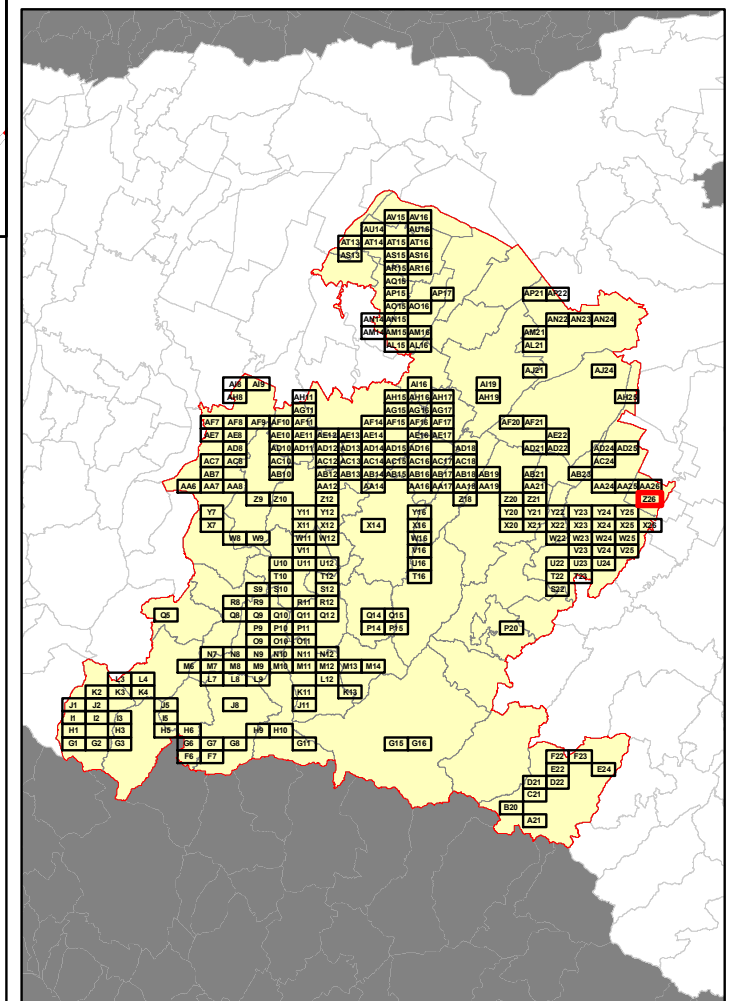 AV15 AV16
AU14 AU16
AT13 AT14 AT15 AT16
AS13 AS15 AS16
AR15 AR16
AQ15
AP15 AP17 AP21 AP22
AO15 AO16
AN14 AN15 AN22 AN23 AN24
AM14 AM15 AM16 AM21
AL15 AL16 AL21
AJ21 AJ24
AI8 AI9 AI16 AI19
AH8 AH11 AH15 AH16 AH17 AH19 AH25
AG11 AG15 AG16 AG17
AF7 AF8 AF9 AF10 AF11 AF14 AF15 AF16 AF17 AF20 AF21
AE7 AE8 AE10 AE11 AE12 AE13 AE14 AE16 AE17 AE22
AD8 AD10 AD11 AD12 AD13 AD14 AD15 AD16 AD18 AD21 AD22 AD24 AD25
AC7 AC8 AC10 AC12 AC13 AC14 AC15 AC16 AC17 AC18 AC24
AB7 AB10 AB12 AB13 AB14 AB15 AB16 AB17 AB18 AB19 AB21 AB23
AA6 AA7 AA8 AA12 AA14 AA16 AA17 AA18 AA19 AA21 AA24 AA25 AA26
Z9 Z10 Z12 Z18 Z20 Z21 Z26
Y7 Y11 Y12 Y16 Y20 Y21 Y22 Y23 Y24 Y25
X7 X11 X12 X14 X16 X20 X21 X22 X23 X24 X25 X26
W8 W9 W11 W12 W16 W22 W23 W24 W25
V11 V16 V23 V24 V25
U10 U11 U12 U16 U22 U23 U24
T10 T12 T16 T22 T23
S9 S10 S12 S22
R8 R9 R11 R12
Q5 Q8 Q9 Q10 Q11 Q12 Q14 Q15
P9 P10 P11 P14 P15 P20
O9 O10 O11
N7 N8 N9 N10 N11 N12
M6 M7 M8 M9 M10 M11 M12 M13 M14
L3 L4 L7 L8 L9 L12
K2 K3 K4 K11 K13
J1 J2 J5 J8 J11
I1 I2 I3 I5
H1 H3 H5 H6 H9 H10
G1 G2 G3 G6 G7 G8 G11 G15 G16
F6 F7 F22 F23
E22 E24
D21 D22
C21
B20
A21